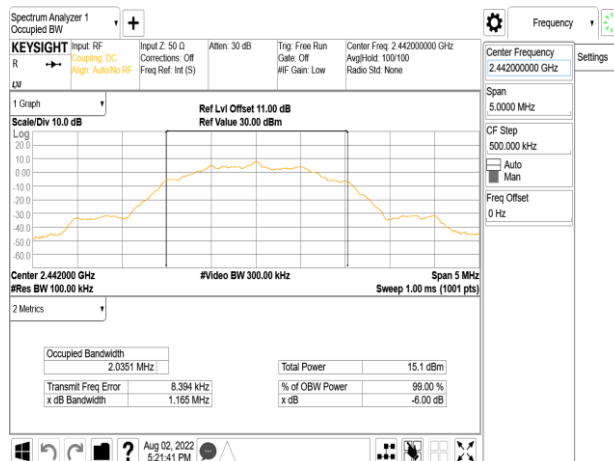 Spectrum Analyzer 1
Occupied BW
Frequency
KEYSIGHT
R
Input: RF
Coupling: DC
Align: Auto/No RF
Input Z: 50 Ω
Corrections: Off
Freq Ref: Int (S)
Atten: 30 dB
Trig: Free Run
Gate: Off
#IF Gain: Low
Center Freq: 2.442000000 GHz
Avg|Hold: 100/100
Radio Std: None
Center Frequency
2.442000000 GHz
Settings
Span
5.0000 MHz
CF Step
500.000 kHz
Auto
Man
Freq Offset
0 Hz
1 Graph
Scale/Div 10.0 dB
Ref Lvl Offset 11.00 dB
Ref Value 30.00 dBm
Log
20.0
10.0
0.00
-10.0
-20.0
-30.0
-40.0
-50.0
-60.0
Center 2.442000 GHz
#Video BW 300.00 kHz
Span 5 MHz
#Res BW 100.00 kHz
Sweep 1.00 ms (1001 pts)
2 Metrics
Occupied Bandwidth
2.0351 MHz
Total Power 15.1 dBm
Transmit Freq Error 8.394 kHz
% of OBW Power 99.00 %
x dB Bandwidth 1.165 MHz
x dB -6.00 dB
?
Aug 02, 2022
5:21:41 PM